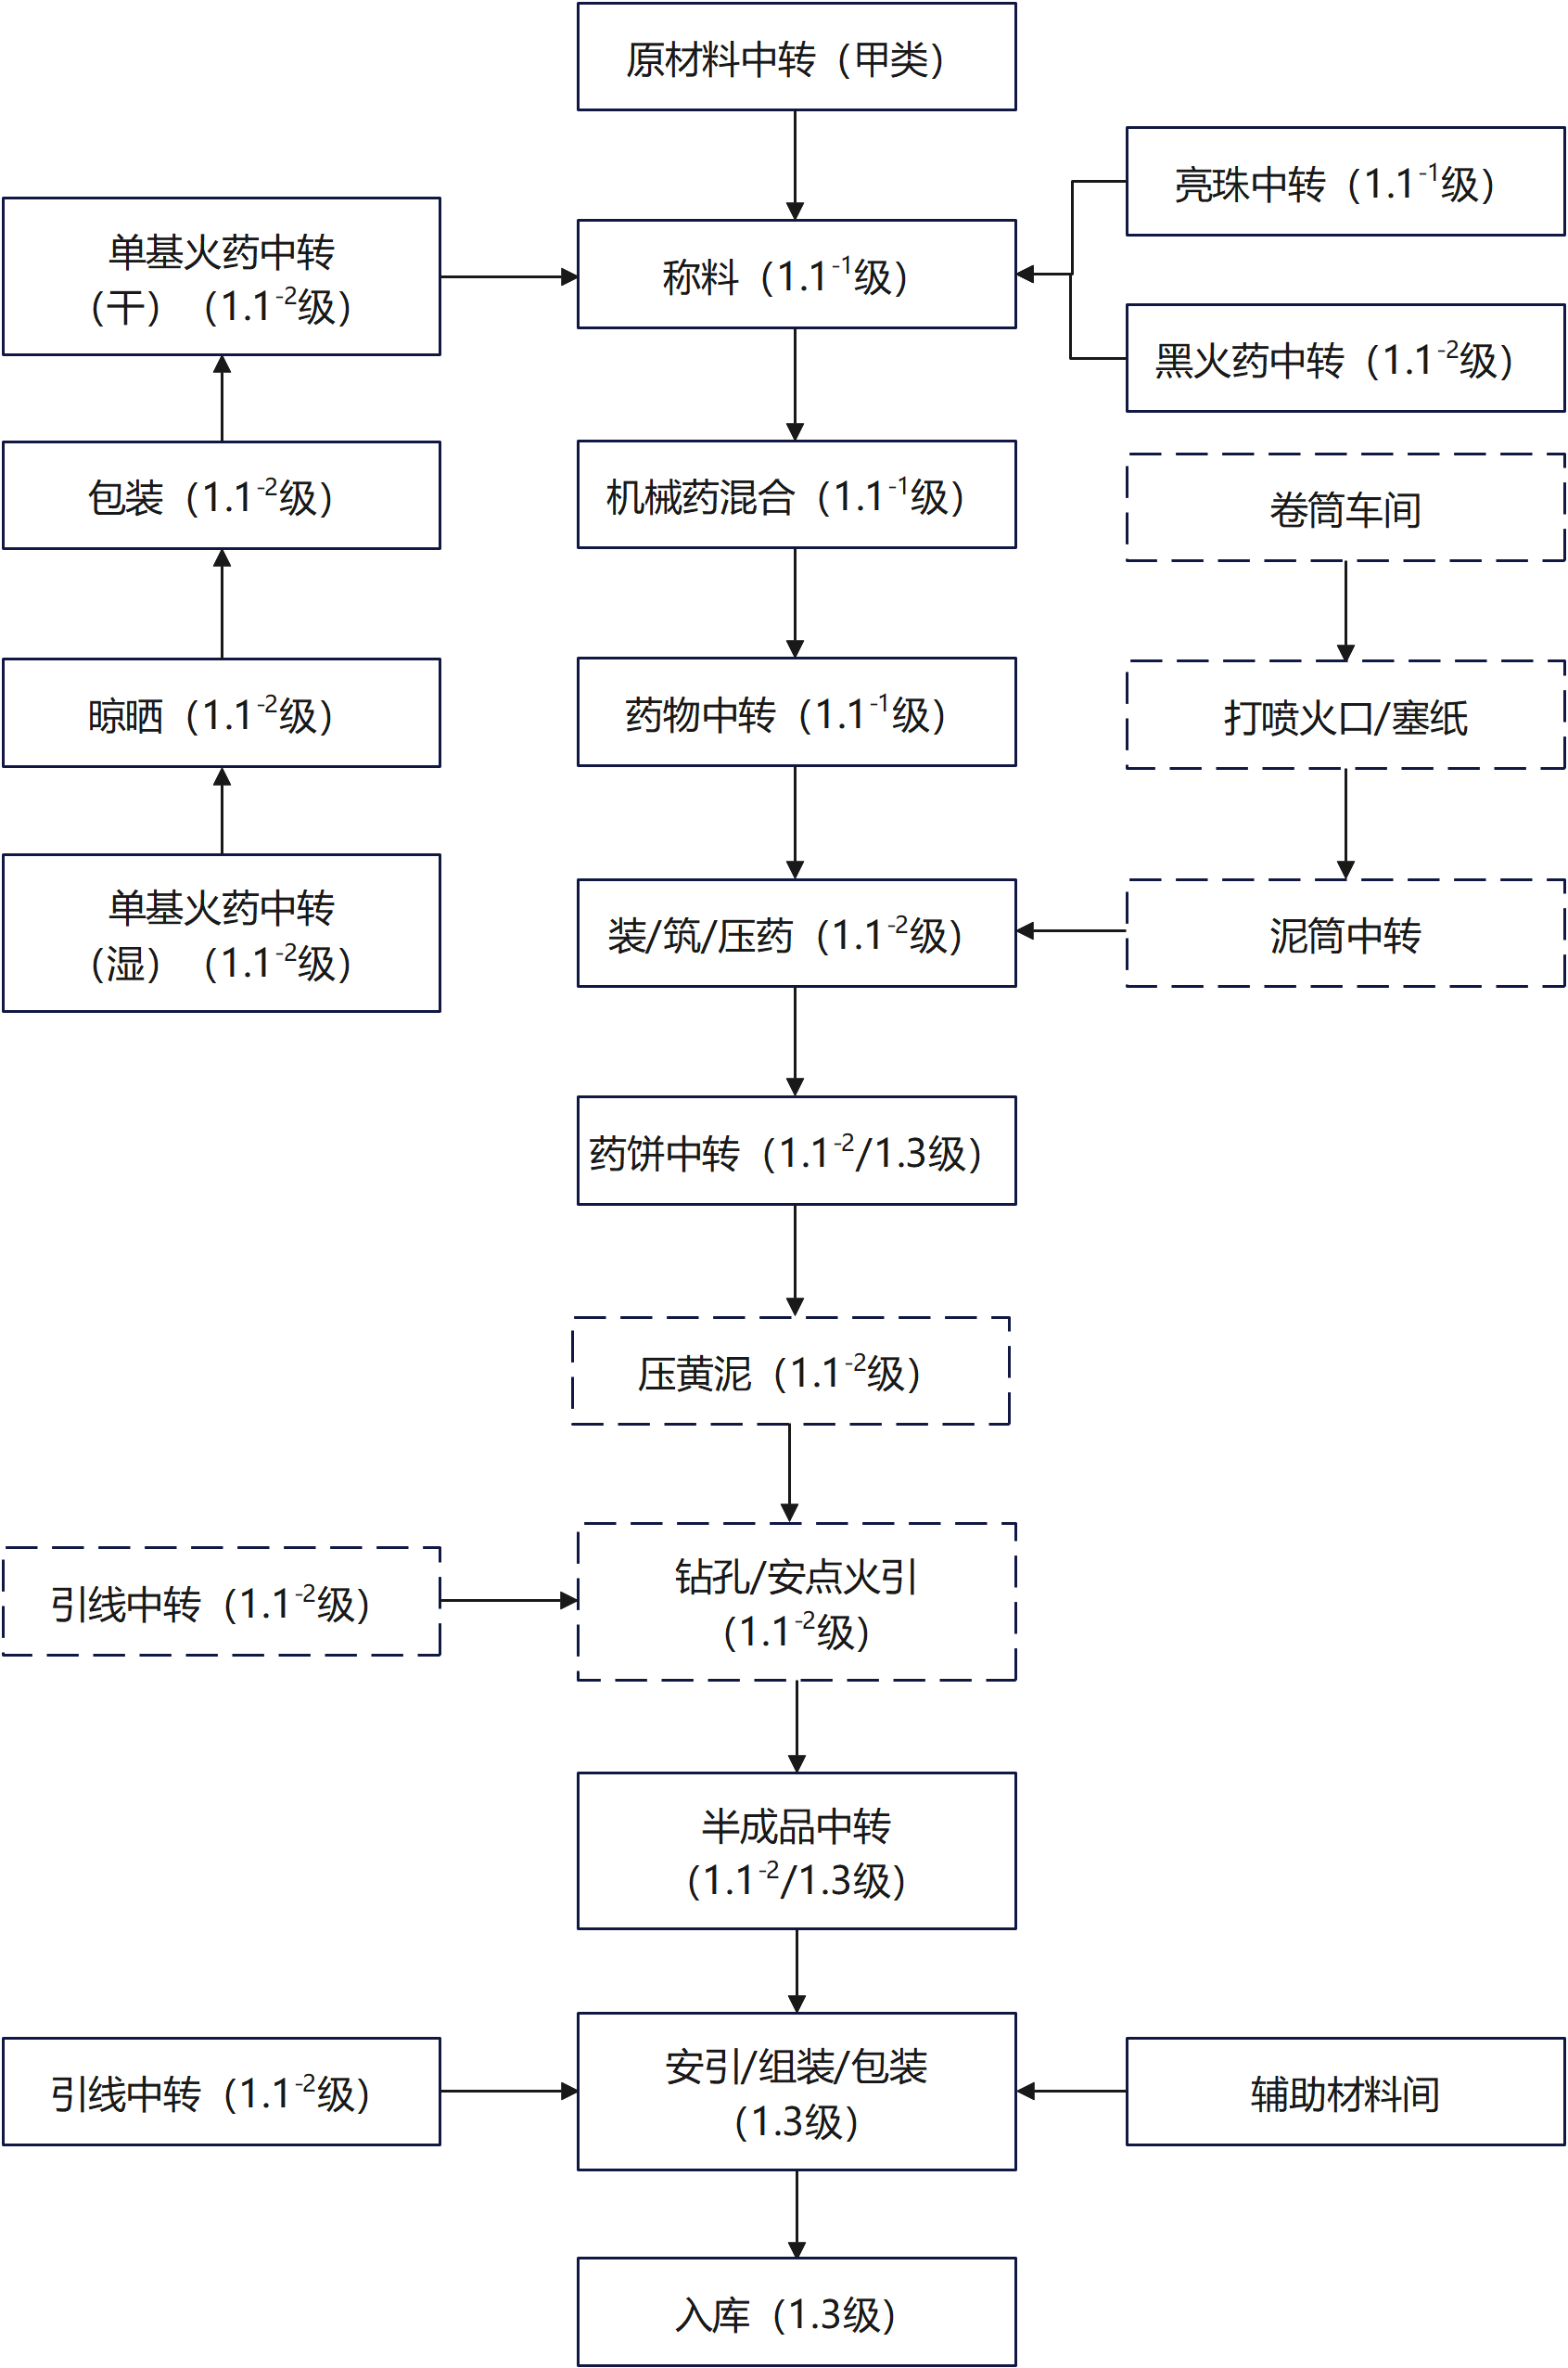 原材料中转（甲类）
亮珠中转（1.1⁻¹级）
单基火药中转
（干）（1.1⁻²级）
称料（1.1⁻¹级）
黑火药中转（1.1⁻²级）
包装（1.1⁻²级）
机械药混合（1.1⁻¹级）
卷筒车间
晾晒（1.1⁻²级）
药物中转（1.1⁻¹级）
打喷火口/塞纸
单基火药中转
（湿）（1.1⁻²级）
装/筑/压药（1.1⁻²级）
泥筒中转
药饼中转（1.1⁻²/1.3级）
压黄泥（1.1⁻²级）
引线中转（1.1⁻²级）
钻孔/安点火引
（1.1⁻²级）
半成品中转
（1.1⁻²/1.3级）
引线中转（1.1⁻²级）
安引/组装/包装
（1.3级）
辅助材料间
入库（1.3级）